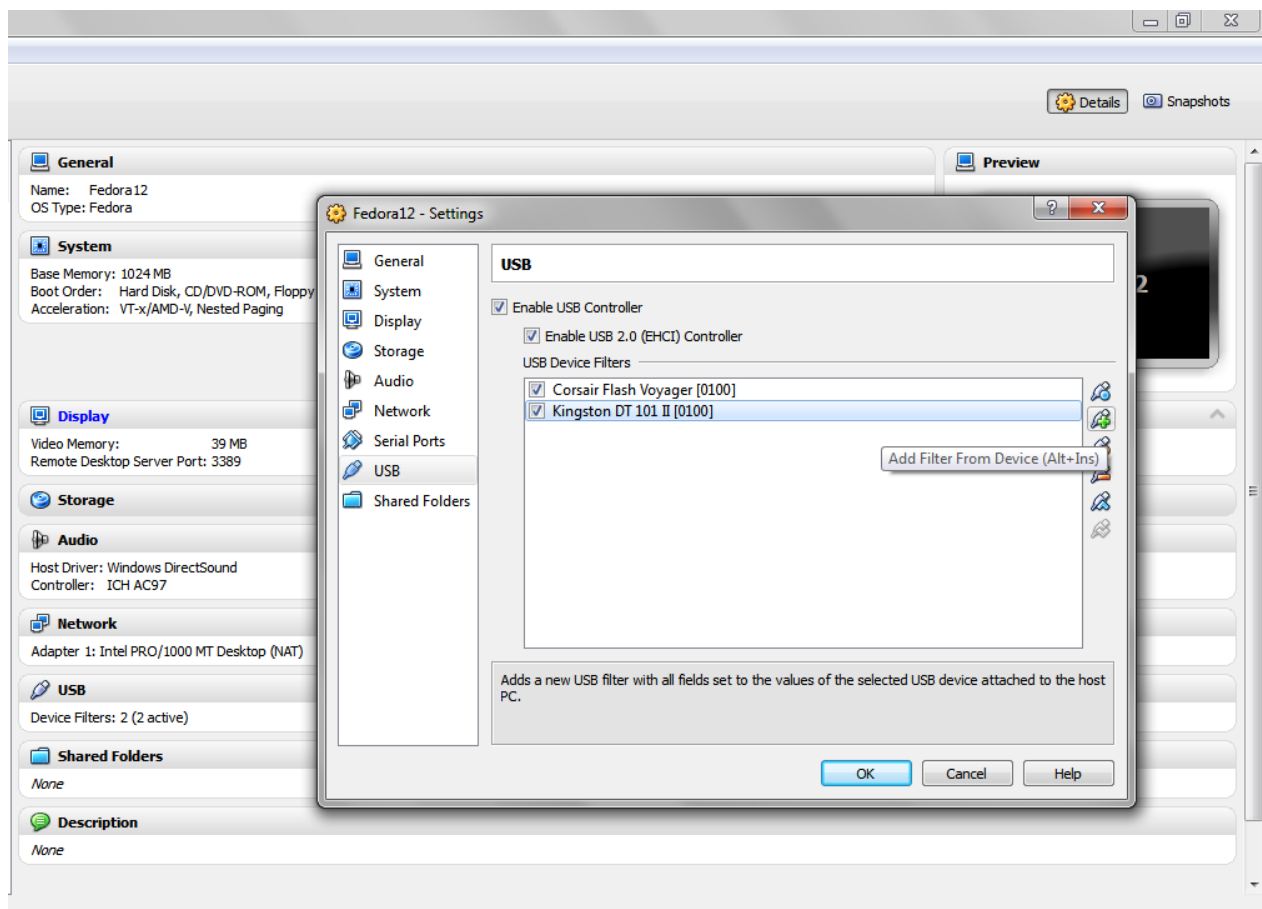 Details
Snapshots
General
Name: Fedora12
OS Type: Fedora
System
Base Memory: 1024 MB
Boot Order: Hard Disk, CD/DVD-ROM, Floppy
Acceleration: VT-x/AMD-V, Nested Paging
Display
Video Memory: 39 MB
Remote Desktop Server Port: 3389
Storage
Audio
Host Driver: Windows DirectSound
Controller: ICH AC97
Network
Adapter 1: Intel PRO/1000 MT Desktop (NAT)
USB
Device Filters: 2 (2 active)
Shared Folders
None
Description
None
Preview
2
Fedora12 - Settings
General
System
Display
Storage
Audio
Network
Serial Ports
USB
Shared Folders
USB
Enable USB Controller
Enable USB 2.0 (EHCI) Controller
USB Device Filters
Corsair Flash Voyager [0100]
Kingston DT 101 II [0100]
Add Filter From Device (Alt+Ins)
Adds a new USB filter with all fields set to the values of the selected USB device attached to the host
PC.
OK
Cancel
Help